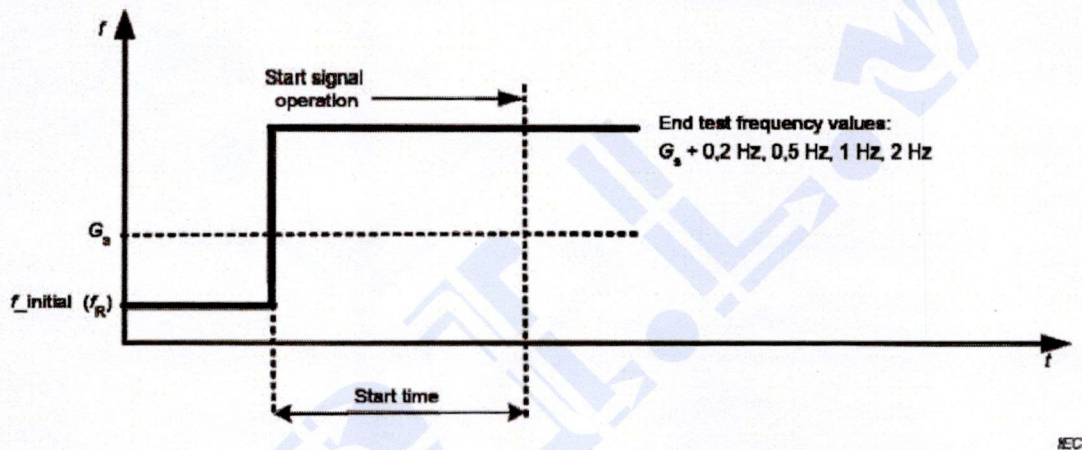 f
Start signal
operation
End test frequency values:
Gs + 0,2 Hz, 0,5 Hz, 1 Hz, 2 Hz
Gs
f_initial (fR)
t
Start time
IEC